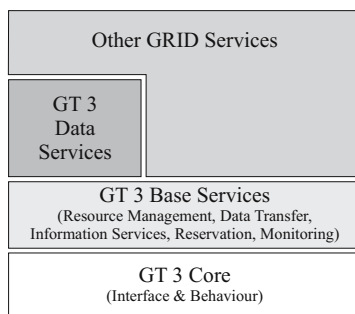 Other GRID Services
GT 3
Data
Services
GT 3 Base Services
(Resource Management, Data Transfer,
Information Services, Reservation, Monitoring)
GT 3 Core
(Interface & Behaviour)